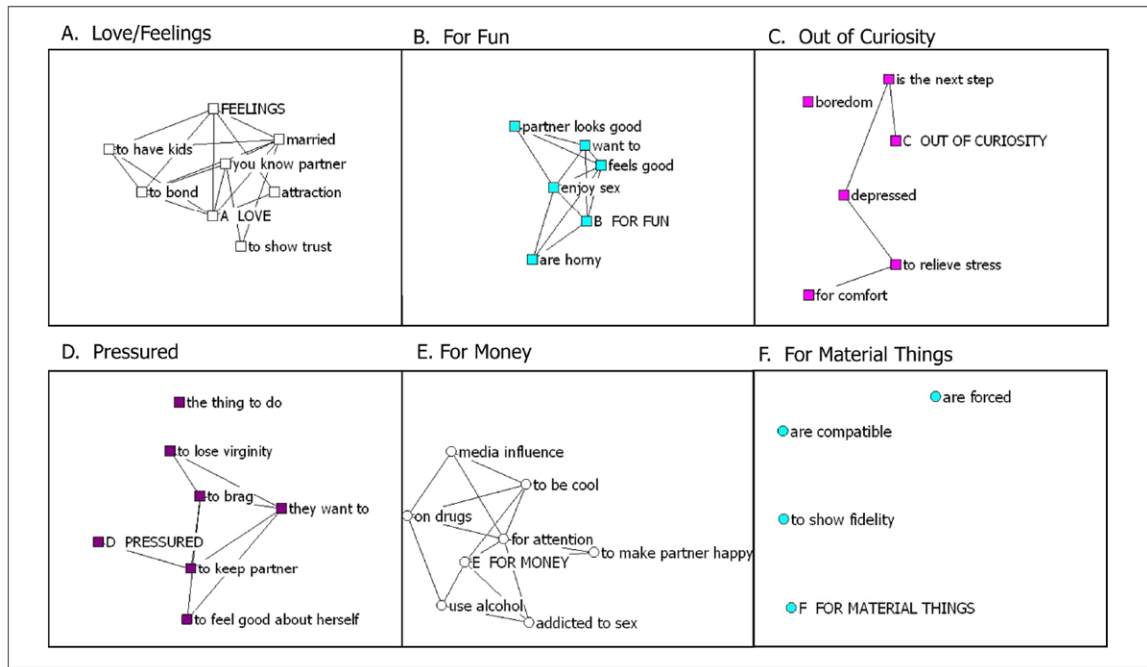 A. Love/Feelings
FEELINGS
married
to have kids
you know partner
to bond
attraction
A LOVE
to show trust
B. For Fun
partner looks good
want to
feels good
enjoy sex
B FOR FUN
are horny
C. Out of Curiosity
is the next step
boredom
C OUT OF CURIOSITY
depressed
to relieve stress
for comfort
D. Pressured
the thing to do
to lose virginity
to brag
they want to
D PRESSURED
to keep partner
to feel good about herself
E. For Money
media influence
to be cool
on drugs
for attention
to make partner happy
E FOR MONEY
use alcohol
addicted to sex
F. For Material Things
are forced
are compatible
to show fidelity
F FOR MATERIAL THINGS